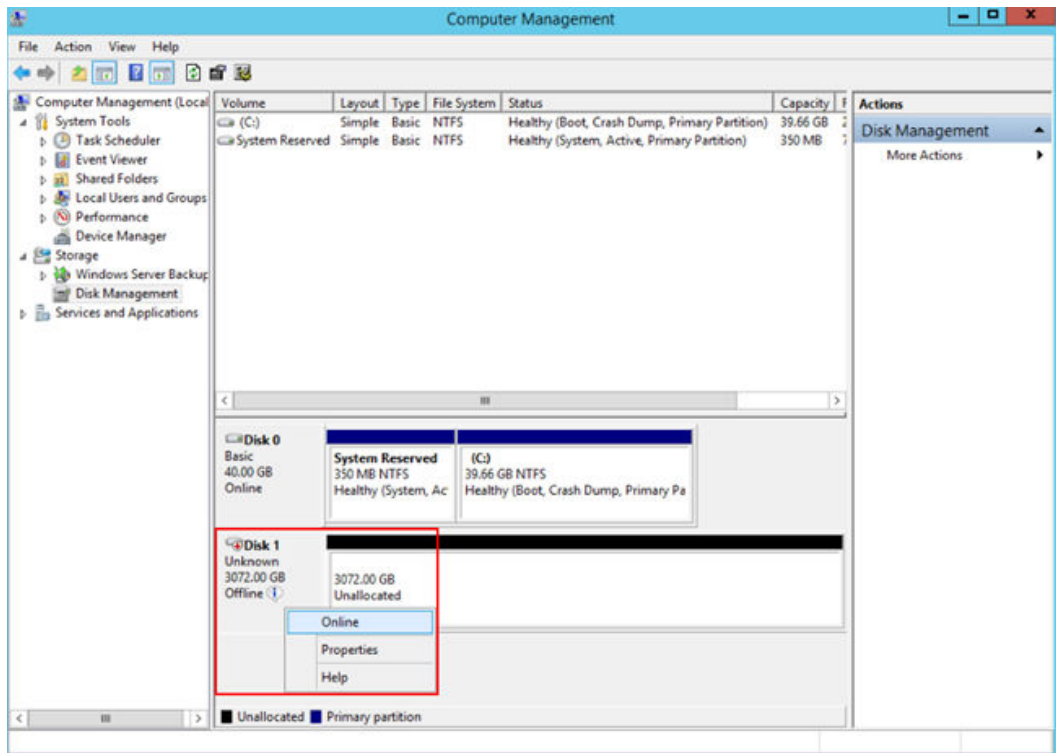 Computer Management
File Action View Help
Computer Management (Local
System Tools
Task Scheduler
Event Viewer
Shared Folders
Local Users and Groups
Performance
Device Manager
Storage
Windows Server Backup
Disk Management
Services and Applications
Volume Layout Type File System Status Capacity F
(C:) Simple Basic NTFS Healthy (Boot, Crash Dump, Primary Partition) 39.66 GB
System Reserved Simple Basic NTFS Healthy (System, Active, Primary Partition) 350 MB
Disk 0
Basic
40.00 GB
Online
System Reserved
350 MB NTFS
Healthy (System, Ac
(C:)
39.66 GB NTFS
Healthy (Boot, Crash Dump, Primary Pa
Disk 1
Unknown
3072.00 GB
Offline
3072.00 GB
Unallocated
Online
Properties
Help
Unallocated Primary partition
Actions
Disk Management
More Actions